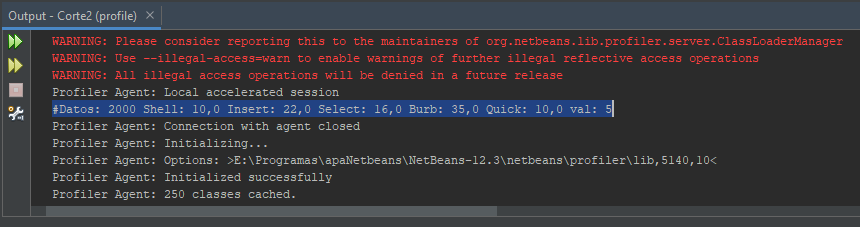 Output - Corte2 (profile) ×
WARNING: Please consider reporting this to the maintainers of org.netbeans.lib.profiler.server.ClassLoaderManager
WARNING: Use --illegal-access=warn to enable warnings of further illegal reflective access operations
WARNING: All illegal access operations will be denied in a future release
Profiler Agent: Local accelerated session
#Datos: 2000 Shell: 10,0 Insert: 22,0 Select: 16,0 Burb: 35,0 Quick: 10,0 val: 5
Profiler Agent: Connection with agent closed
Profiler Agent: Initializing...
Profiler Agent: Options: >E:\Programas\apaNetbeans\NetBeans-12.3\netbeans\profiler\lib,5140,10<
Profiler Agent: Initialized successfully
Profiler Agent: 250 classes cached.